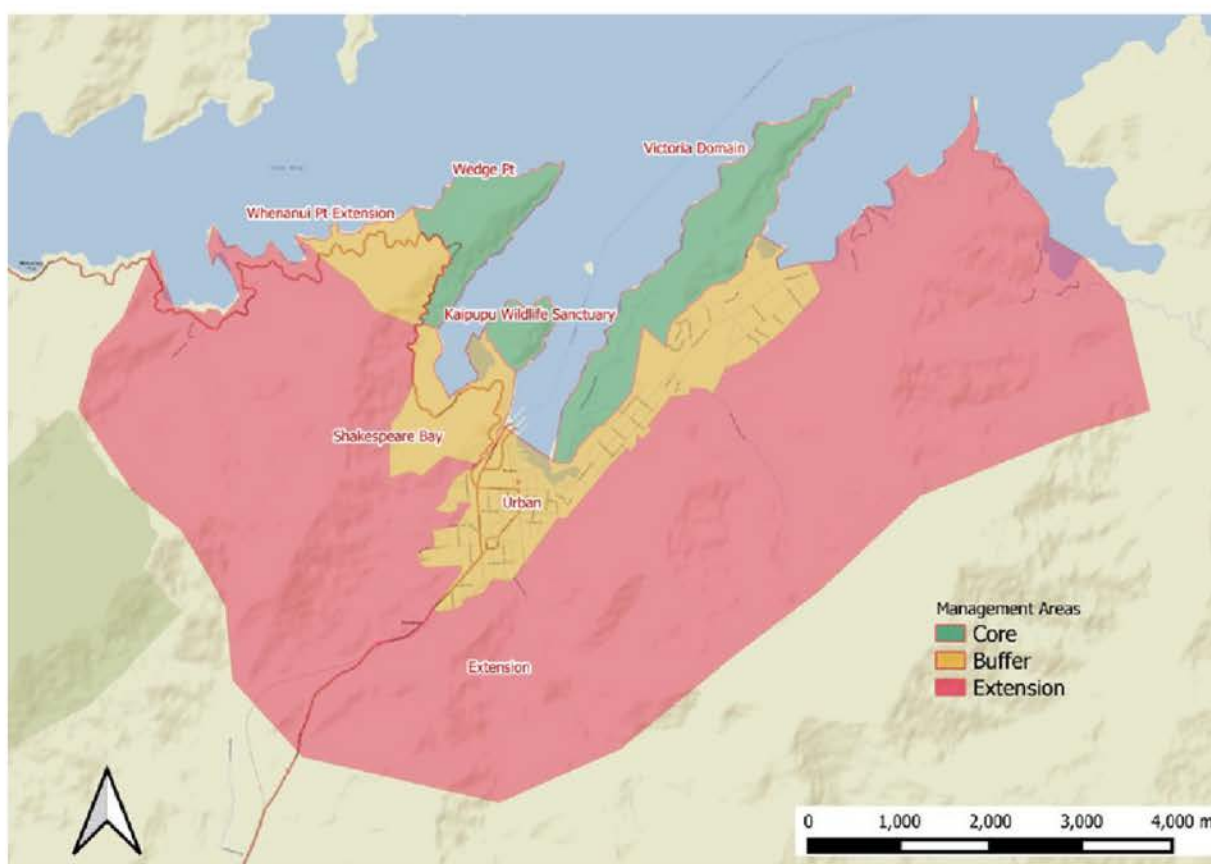 Victoria Domain
Wedge Pt
Whenanui Pt Extension
Kaipupu Wildlife Sanctuary
Shakespeare Bay
Urban
Extension
Management Areas
Core
Buffer
Extension
0 1,000 2,000 3,000 4,000 m